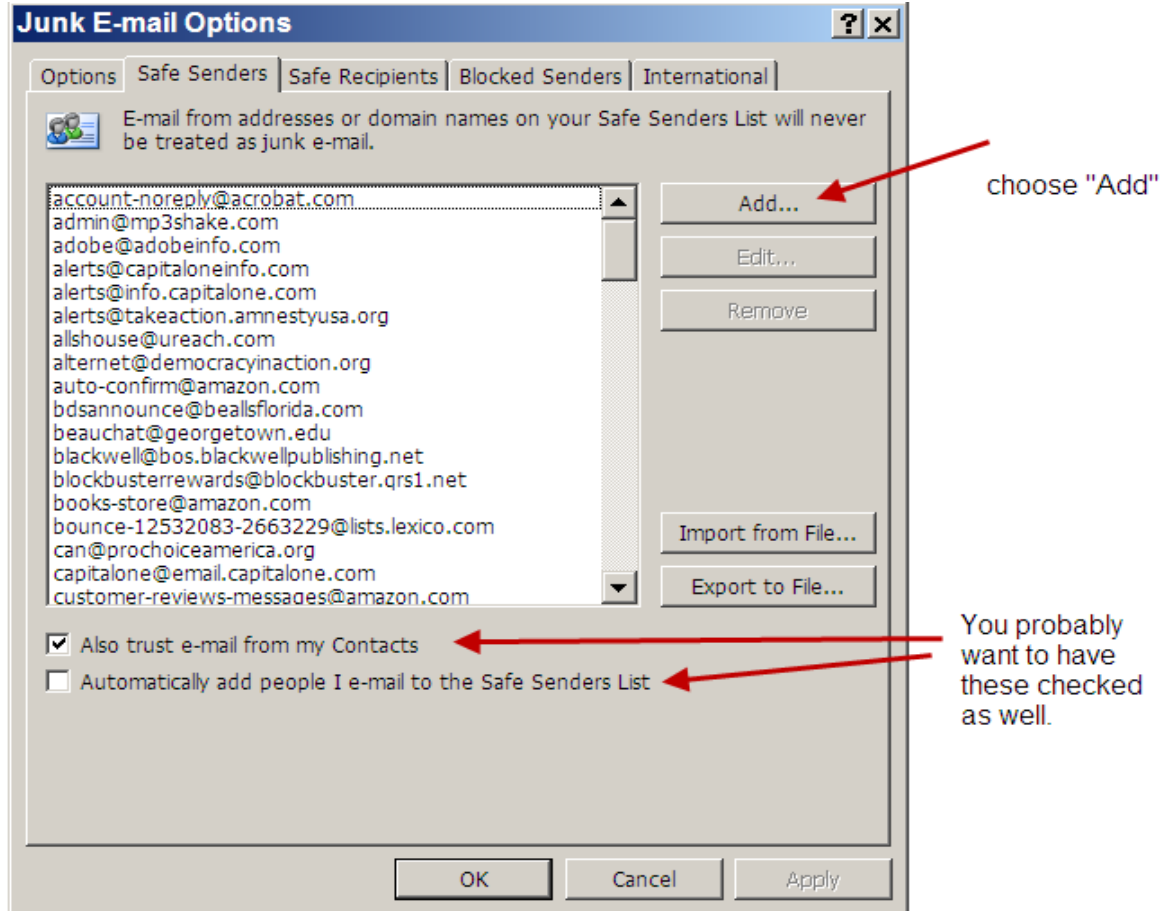 Junk E-mail Options
Options Safe Senders Safe Recipients Blocked Senders International
E-mail from addresses or domain names on your Safe Senders List will never
be treated as junk e-mail.
account-noreply@acrobat.com
admin@mp3shake.com
adobe@adobeinfo.com
alerts@capitaloneinfo.com
alerts@info.capitalone.com
alerts@takeaction.amnestyusa.org
allshouse@ureach.com
alternet@democracyinaction.org
auto-confirm@amazon.com
bdsannounce@beallsflorida.com
beauchat@georgetown.edu
blackwell@bos.blackwellpublishing.net
blockbusterrewards@blockbuster.qrs1.net
books-store@amazon.com
bounce-12532083-2663229@lists.lexico.com
can@prochoiceamerica.org
capitalone@email.capitalone.com
customer-reviews-messages@amazon.com
Add...
Edit...
Remove
Import from File...
Export to File...
choose "Add"
Also trust e-mail from my Contacts
Automatically add people I e-mail to the Safe Senders List
You probably
want to have
these checked
as well.
OK Cancel Apply